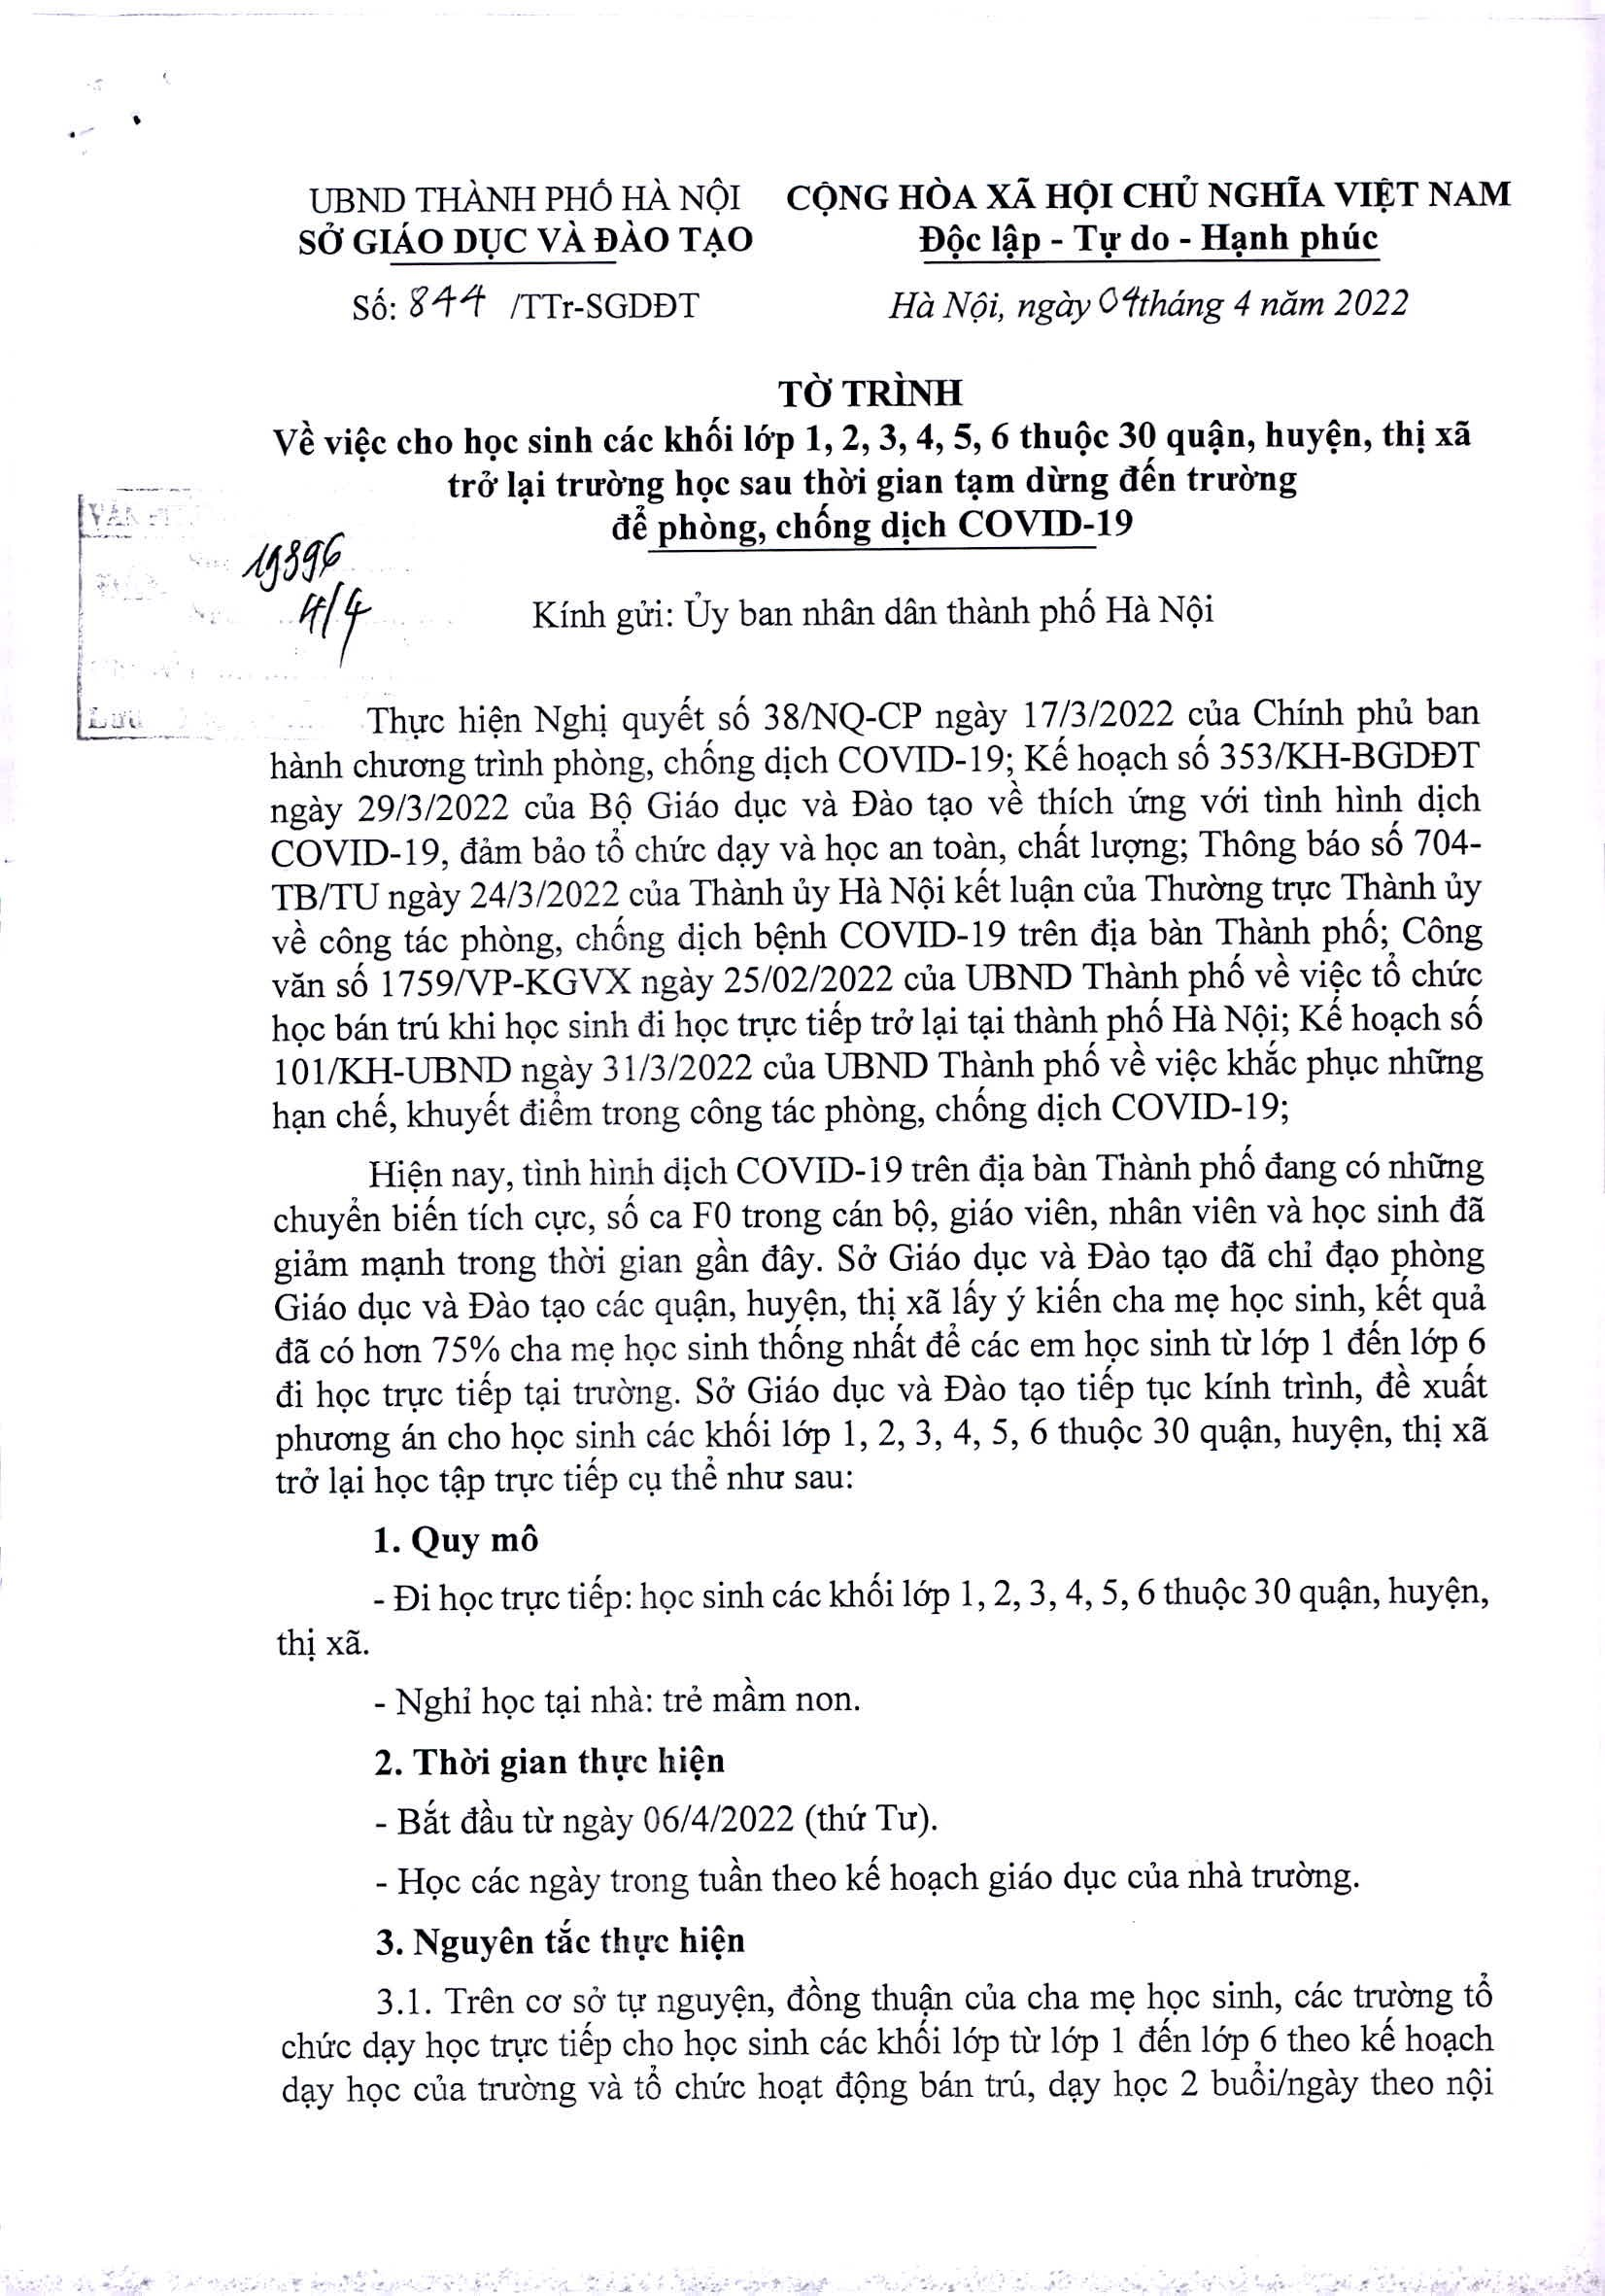 UBND THÀNH PHỐ HÀ NỘI
SỞ GIÁO DỤC VÀ ĐÀO TẠO
CỘNG HÒA XÃ HỘI CHỦ NGHĨA VIỆT NAM
Độc lập - Tự do - Hạnh phúc
Số: 844 /TTr-SGDĐT
Hà Nội, ngày 04 tháng 4 năm 2022
TỜ TRÌNH
Về việc cho học sinh các khối lớp 1, 2, 3, 4, 5, 6 thuộc 30 quận, huyện, thị xã
trở lại trường học sau thời gian tạm dừng đến trường
để phòng, chống dịch COVID-19
19396
4/4
Kính gửi: Ủy ban nhân dân thành phố Hà Nội
Thực hiện Nghị quyết số 38/NQ-CP ngày 17/3/2022 của Chính phủ ban
hành chương trình phòng, chống dịch COVID-19; Kế hoạch số 353/KH-BGDĐT
ngày 29/3/2022 của Bộ Giáo dục và Đào tạo về thích ứng với tình hình dịch
COVID-19, đảm bảo tổ chức dạy và học an toàn, chất lượng; Thông báo số 704-
TB/TU ngày 24/3/2022 của Thành ủy Hà Nội kết luận của Thường trực Thành ủy
về công tác phòng, chống dịch bệnh COVID-19 trên địa bàn Thành phố; Công
văn số 1759/VP-KGVX ngày 25/02/2022 của UBND Thành phố về việc tổ chức
học bán trú khi học sinh đi học trực tiếp trở lại tại thành phố Hà Nội; Kế hoạch số
101/KH-UBND ngày 31/3/2022 của UBND Thành phố về việc khắc phục những
hạn chế, khuyết điểm trong công tác phòng, chống dịch COVID-19;
Hiện nay, tình hình dịch COVID-19 trên địa bàn Thành phố đang có những
chuyển biến tích cực, số ca F0 trong cán bộ, giáo viên, nhân viên và học sinh đã
giảm mạnh trong thời gian gần đây. Sở Giáo dục và Đào tạo đã chỉ đạo phòng
Giáo dục và Đào tạo các quận, huyện, thị xã lấy ý kiến cha mẹ học sinh, kết quả
đã có hơn 75% cha mẹ học sinh thống nhất để các em học sinh từ lớp 1 đến lớp 6
đi học trực tiếp tại trường. Sở Giáo dục và Đào tạo tiếp tục kính trình, đề xuất
phương án cho học sinh các khối lớp 1, 2, 3, 4, 5, 6 thuộc 30 quận, huyện, thị xã
trở lại học tập trực tiếp cụ thể như sau:
1. Quy mô
- Đi học trực tiếp: học sinh các khối lớp 1, 2, 3, 4, 5, 6 thuộc 30 quận, huyện,
thị xã.
- Nghỉ học tại nhà: trẻ mầm non.
2. Thời gian thực hiện
- Bắt đầu từ ngày 06/4/2022 (thứ Tư).
- Học các ngày trong tuần theo kế hoạch giáo dục của nhà trường.
3. Nguyên tắc thực hiện
3.1. Trên cơ sở tự nguyện, đồng thuận của cha mẹ học sinh, các trường tổ
chức dạy học trực tiếp cho học sinh các khối lớp từ lớp 1 đến lớp 6 theo kế hoạch
dạy học của trường và tổ chức hoạt động bán trú, dạy học 2 buổi/ngày theo nội